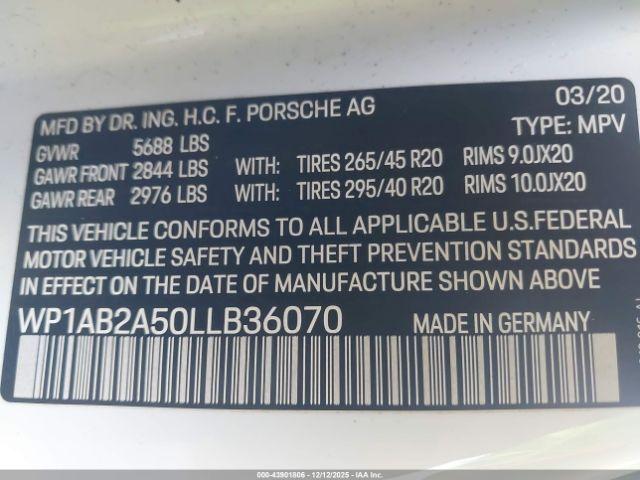 MFD BY DR. ING. H.C. F. PORSCHE AG 03/20
GVWR 5688 LBS TYPE: MPV
GAWR FRONT 2844 LBS WITH: TIRES 265/45 R20 RIMS 9.0JX20
GAWR REAR 2976 LBS WITH: TIRES 295/40 R20 RIMS 10.0JX20
THIS VEHICLE CONFORMS TO ALL APPLICABLE U.S.FEDERAL
MOTOR VEHICLE SAFETY AND THEFT PREVENTION STANDARDS
IN EFFECT ON THE DATE OF MANUFACTURE SHOWN ABOVE
WP1AB2A50LLB36070 MADE IN GERMANY
000-43901806 - 12/12/2025 - IAA Inc.